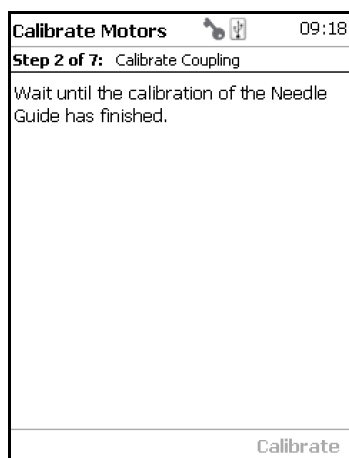 Calibrate Motors 09:18
Step 2 of 7: Calibrate Coupling
Wait until the calibration of the Needle
Guide has finished.
Calibrate